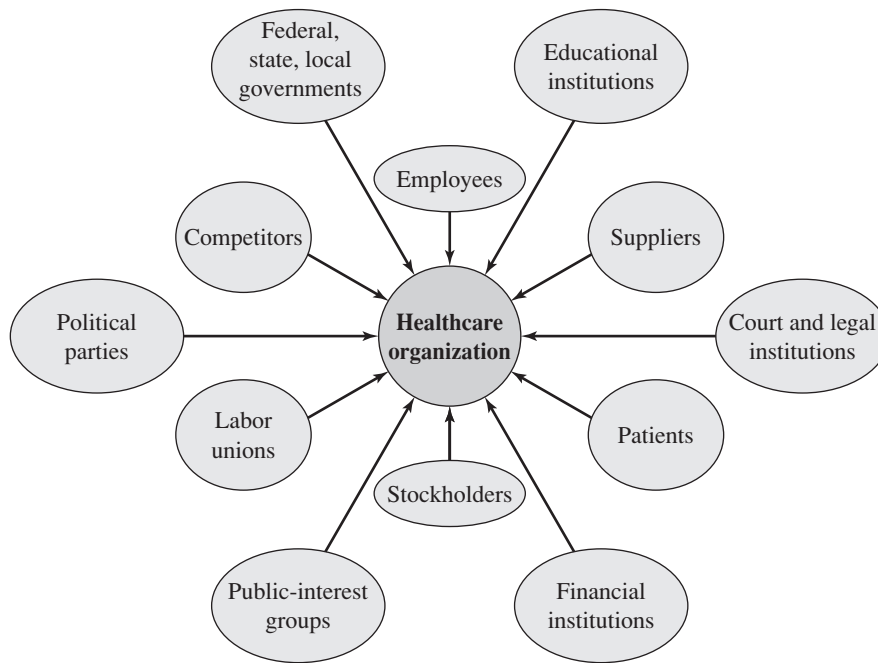 Federal,
state, local
governments
Educational
institutions
Employees
Competitors
Suppliers
Political
parties
Healthcare
organization
Court and legal
institutions
Labor
unions
Patients
Stockholders
Public-interest
groups
Financial
institutions